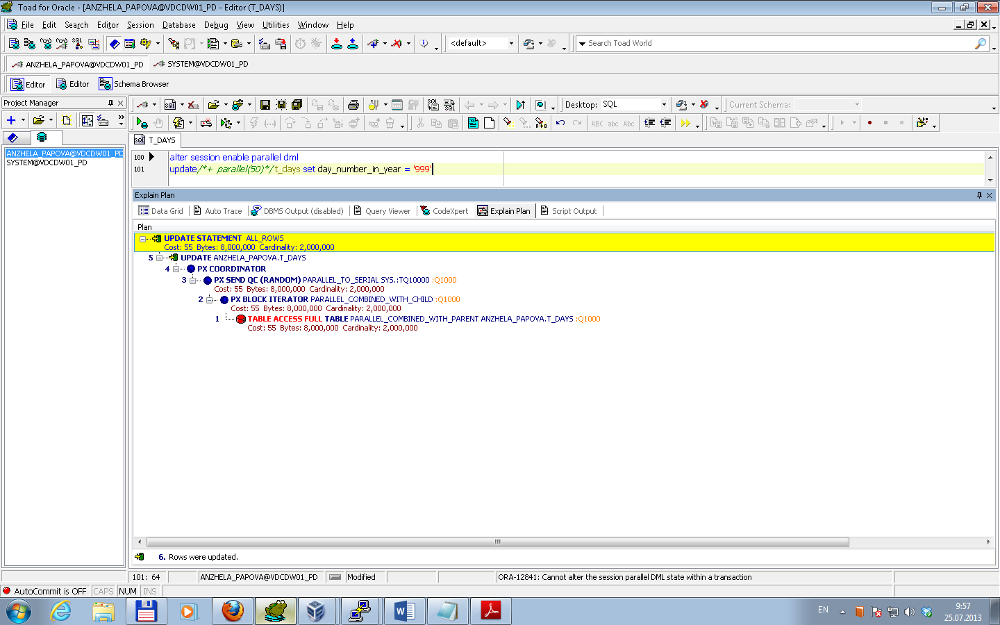 Toad for Oracle - [ANZHELA_PAPOVA@VDCDW01_PD - Editor (T_DAYS)]
File Edit Search Editor Session Database Debug View Utilities Window Help
<default> Search Toad World
ANZHELA_PAPOVA@VDCDW01_PD SYSTEM@VDCDW01_PD
Editor Editor Schema Browser
Project Manager
Desktop: SQL Current Schema:
ABC abc Abc
T_DAYS
ANZHELA_PAPOVA@VDCDW01_PD
SYSTEM@VDCDW01_PD
100 alter session enable parallel dml
101 update/*+ parallel(50)*/t_days set day_number_in_year = '999'
Explain Plan
Data Grid Auto Trace DBMS Output (disabled) Query Viewer CodeXpert Explain Plan Script Output
Plan
UPDATE STATEMENT ALL_ROWS
Cost: 55 Bytes: 8,000,000 Cardinality: 2,000,000
5 UPDATE ANZHELA_PAPOVA.T_DAYS
4 PX COORDINATOR
3 PX SEND QC (RANDOM) PARALLEL_TO_SERIAL SYS.:TQ10000 :Q1000
Cost: 55 Bytes: 8,000,000 Cardinality: 2,000,000
2 PX BLOCK ITERATOR PARALLEL_COMBINED_WITH_CHILD :Q1000
Cost: 55 Bytes: 8,000,000 Cardinality: 2,000,000
1 TABLE ACCESS FULL TABLE PARALLEL_COMBINED_WITH_PARENT ANZHELA_PAPOVA.T_DAYS :Q1000
Cost: 55 Bytes: 8,000,000 Cardinality: 2,000,000
6. Rows were updated.
101: 64 ANZHELA_PAPOVA@VDCDW01_PD Modified ORA-12841: Cannot alter the session parallel DML state within a transaction
AutoCommit is OFF CAPS NUM INS
EN 9:57
25.07.2013